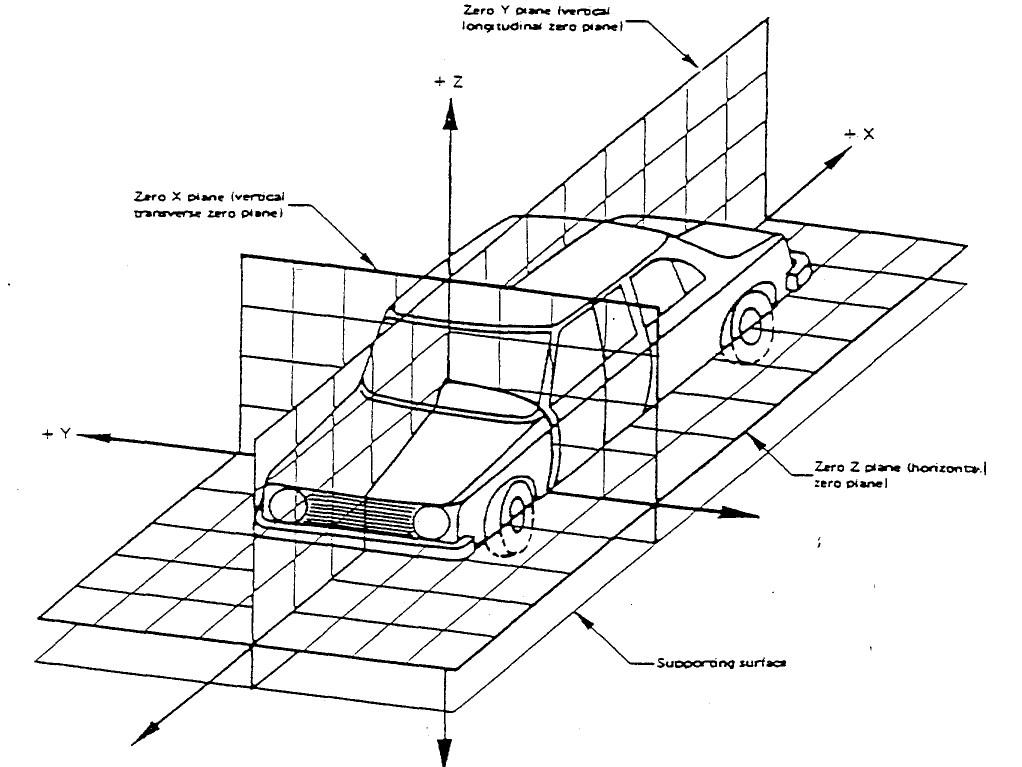 Zero Y plane (vertical
longitudinal zero plane)
+ Z
+ X
Zero X plane (vertical
transverse zero plane)
+ Y
Zero Z plane (horizontal
zero plane)
Supporting surface